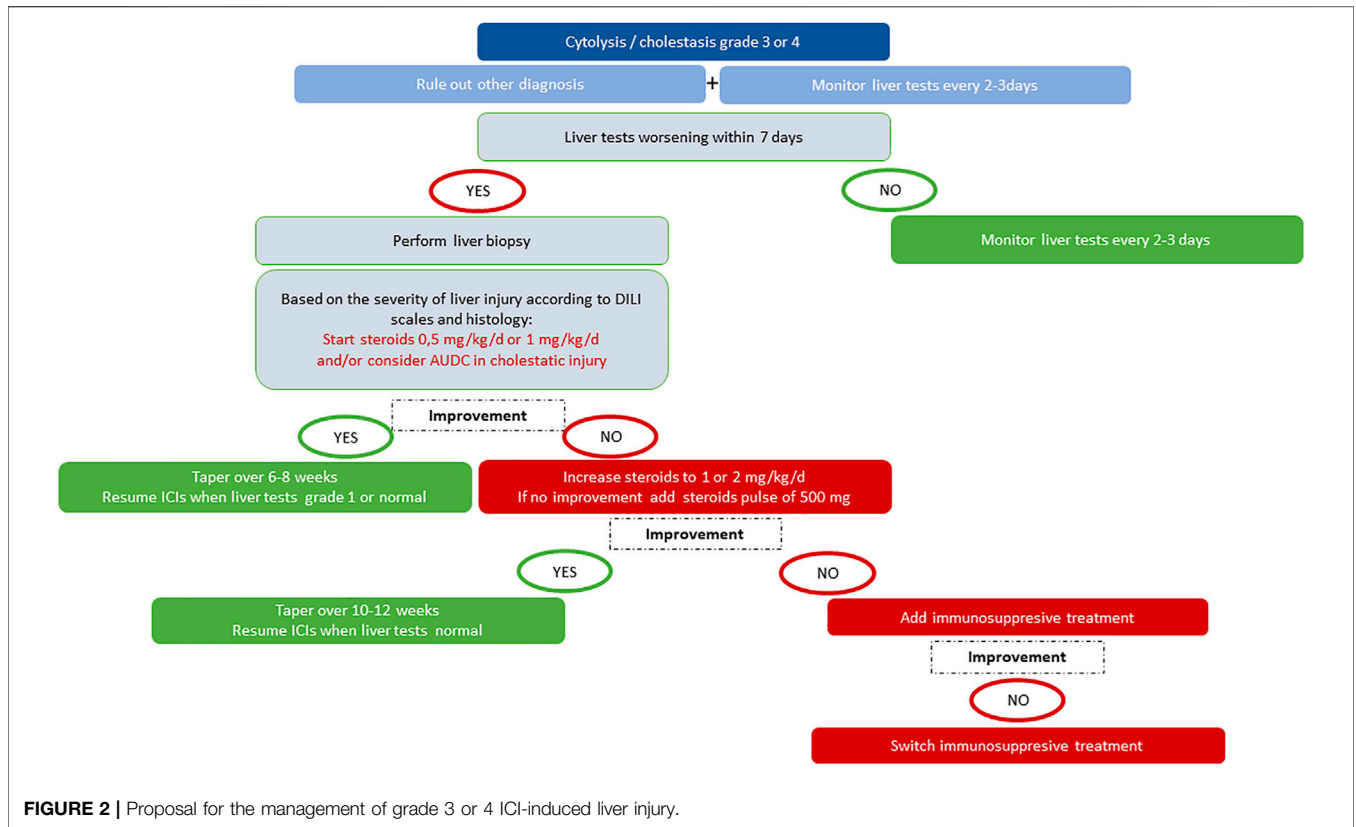 Cytolysis / cholestasis grade 3 or 4
Rule out other diagnosis
+
Monitor liver tests every 2-3days
Liver tests worsening within 7 days
YES
NO
Perform liver biopsy
Monitor liver tests every 2-3 days
Based on the severity of liver injury according to DILI
scales and histology:
Start steroids 0,5 mg/kg/d or 1 mg/kg/d
and/or consider AUDC in cholestatic injury
Improvement
YES
NO
Taper over 6-8 weeks
Resume ICIs when liver tests grade 1 or normal
Increase steroids to 1 or 2 mg/kg/d
If no improvement add steroids pulse of 500 mg
Improvement
YES
NO
Taper over 10-12 weeks
Resume ICIs when liver tests normal
Add immunosuppresive treatment
Improvement
NO
Switch immunosuppresive treatment
FIGURE 2 | Proposal for the management of grade 3 or 4 ICI-induced liver injury.